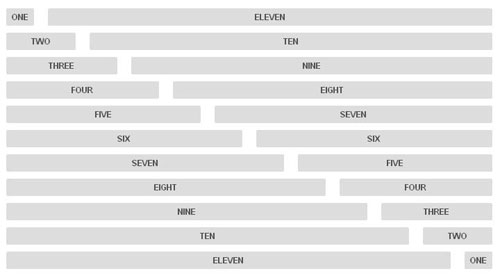 ONE ELEVEN
TWO TEN
THREE NINE
FOUR EIGHT
FIVE SEVEN
SIX SIX
SEVEN FIVE
EIGHT FOUR
NINE THREE
TEN TWO
ELEVEN ONE